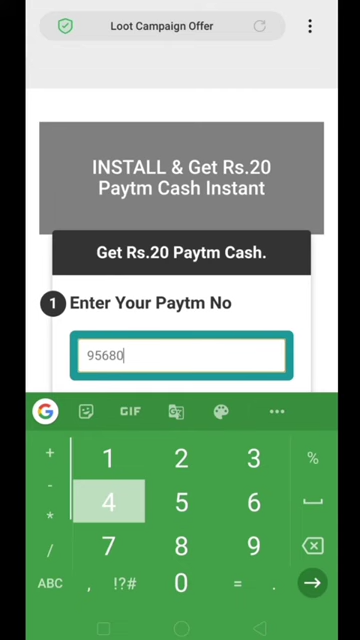 Loot Campaign Offer
INSTALL & Get Rs.20
Paytm Cash Instant
Get Rs.20 Paytm Cash.
1 Enter Your Paytm No
95680
G GIF
+ 1 2 3 %
- 4 5 6
* 7 8 9
/
ABC , !?# 0 = .